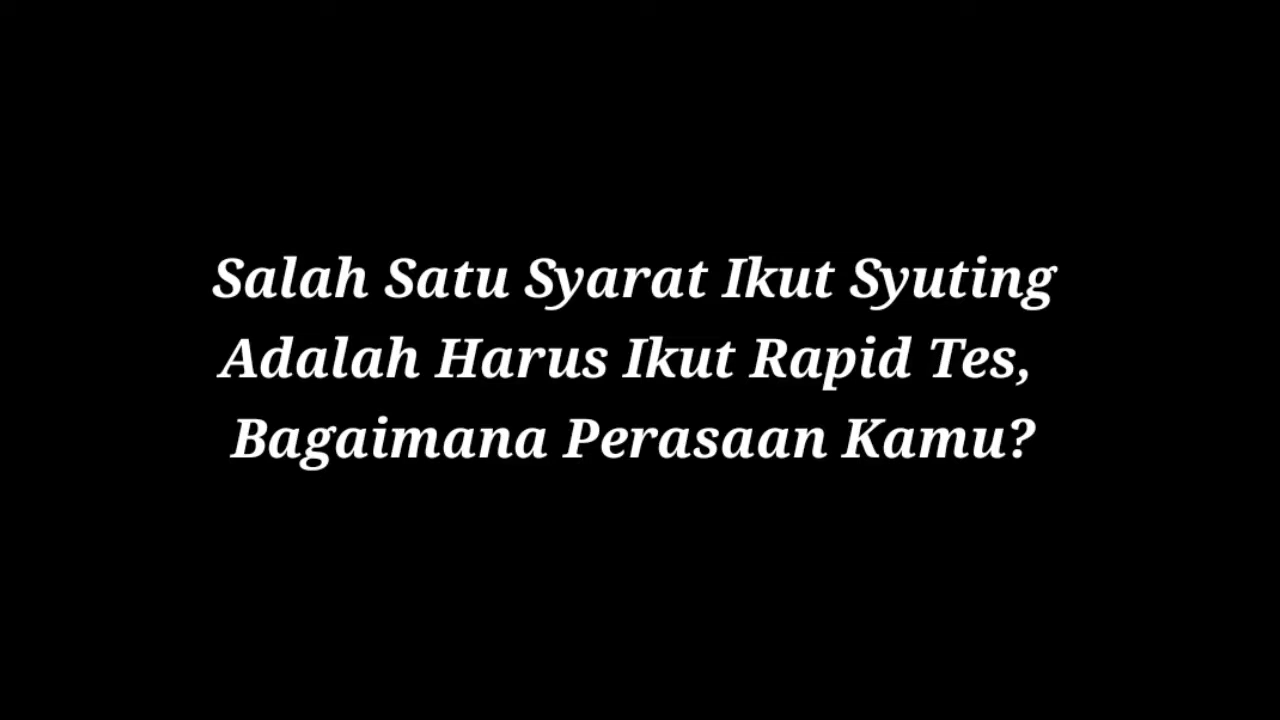 Salah Satu Syarat Ikut Syuting
Adalah Harus Ikut Rapid Tes,
Bagaimana Perasaan Kamu?